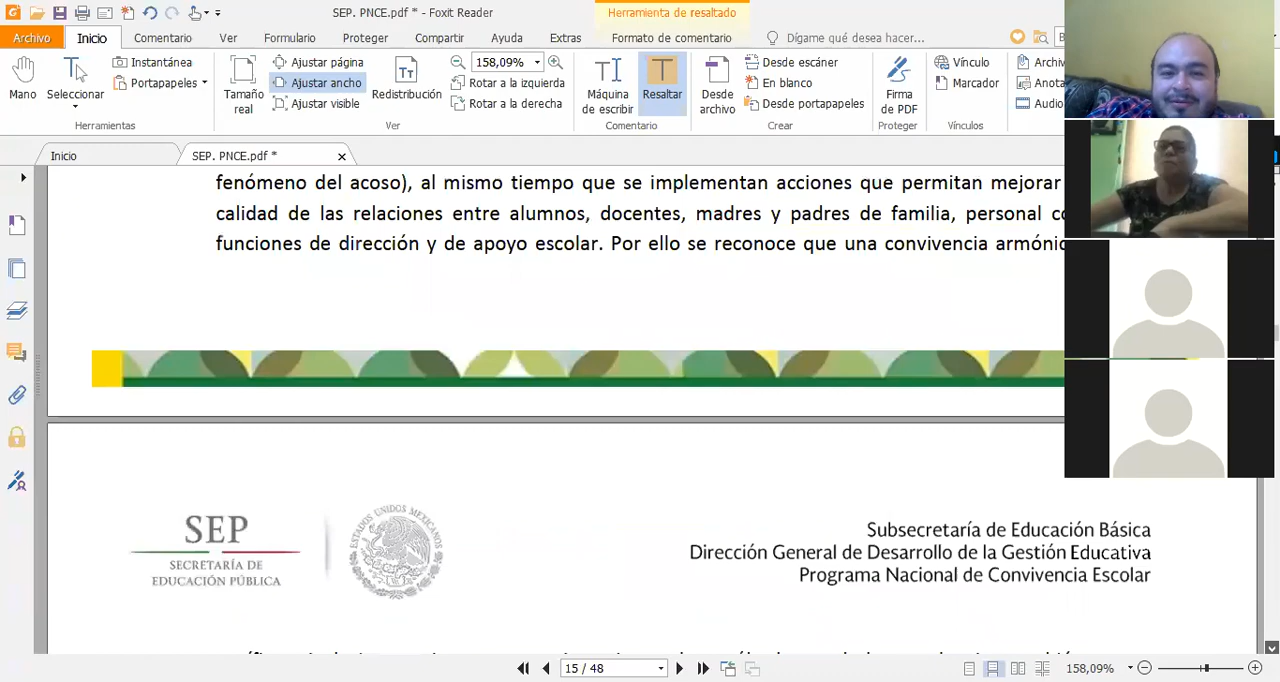 SEP. PNCE.pdf * - Foxit Reader
Herramienta de resaltado
Archivo
Inicio
Comentario
Ver
Formulario
Proteger
Compartir
Ayuda
Extras
Formato de comentario
Dígame qué desea hacer...
Mano
Seleccionar
Instantánea
Portapapeles
Herramientas
Tamaño
real
Ajustar página
Ajustar ancho
Ajustar visible
Redistribución
158,09%
Rotar a la izquierda
Rotar a la derecha
Ver
Máquina
de escribir
Resaltar
Comentario
Desde
archivo
Desde escáner
En blanco
Desde portapapeles
Crear
Firma
de PDF
Proteger
Vínculo
Marcador
Vínculos
Archiv
Anota
Audio
Inicio
SEP. PNCE.pdf *
fenómeno del acoso), al mismo tiempo que se implementan acciones que permitan mejorar
calidad de las relaciones entre alumnos, docentes, madres y padres de familia, personal co
funciones de dirección y de apoyo escolar. Por ello se reconoce que una convivencia armónic
SEP
SECRETARÍA DE
EDUCACIÓN PÚBLICA
ESTADOS UNIDOS MEXICANOS
Subsecretaría de Educación Básica
Dirección General de Desarrollo de la Gestión Educativa
Programa Nacional de Convivencia Escolar
15 / 48
158,09%